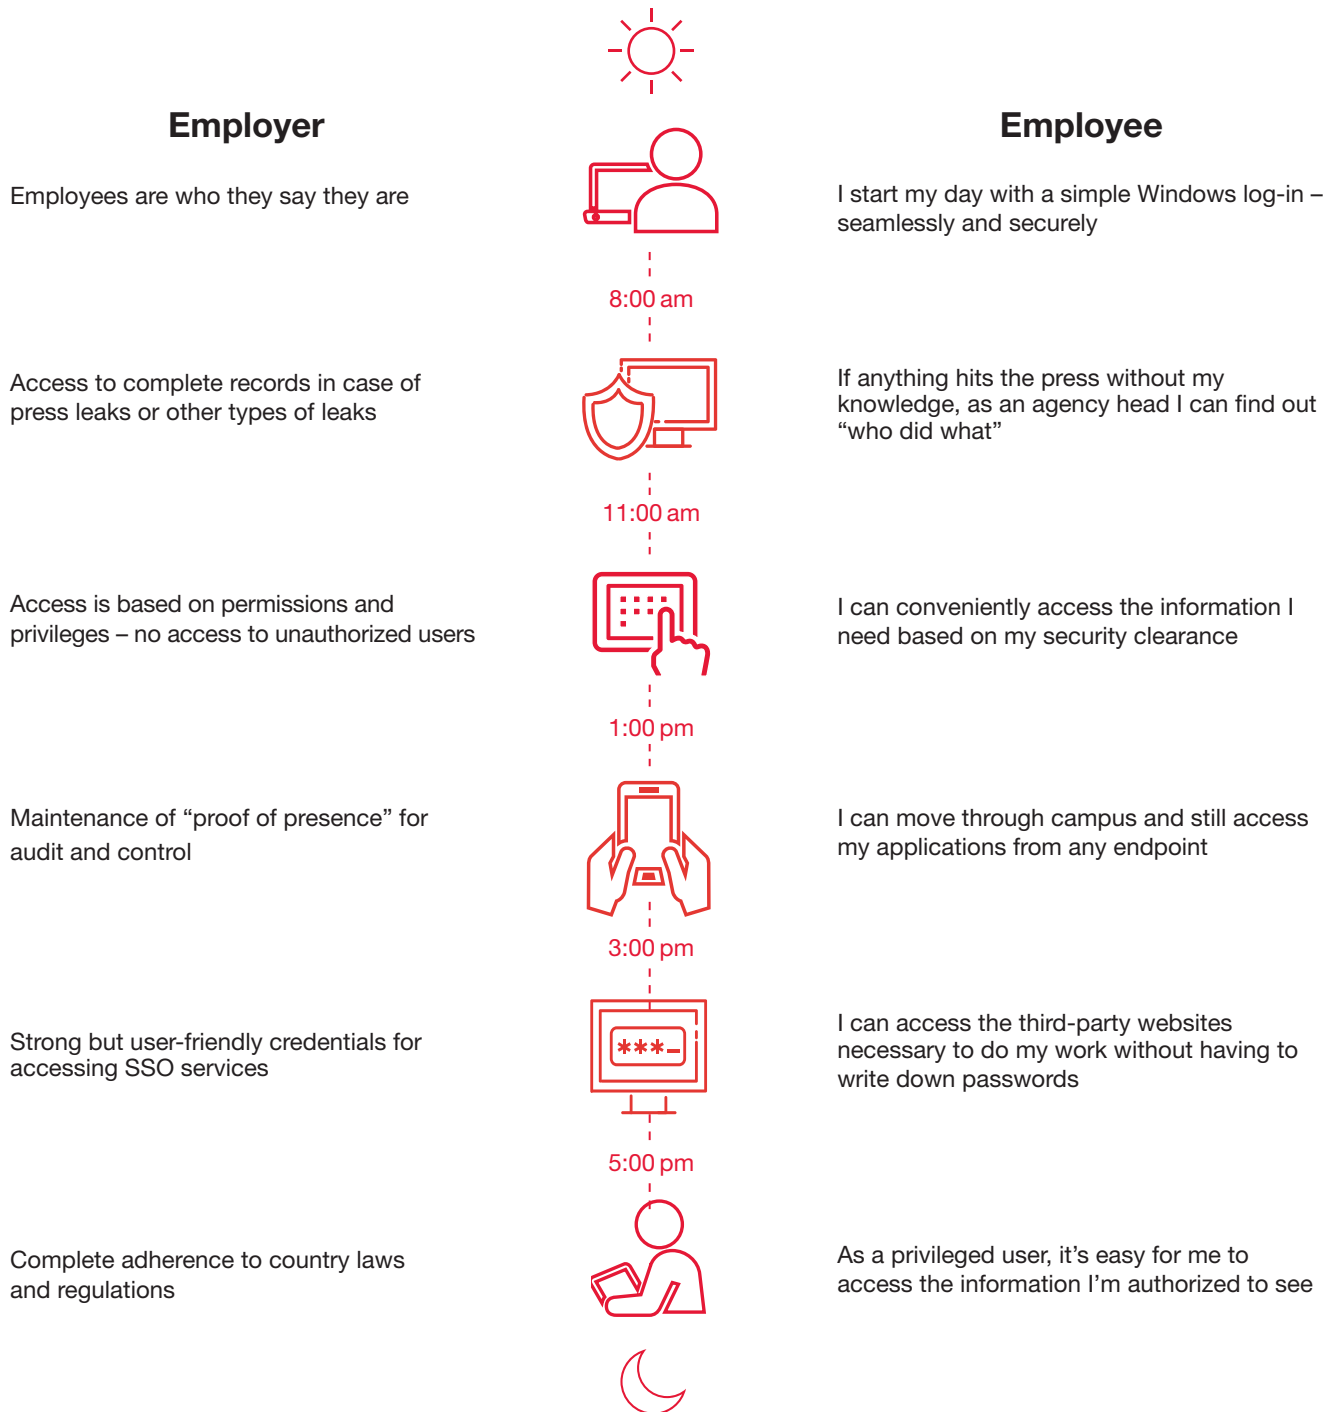 Employer
Employee
Employees are who they say they are
I start my day with a simple Windows log-in –
seamlessly and securely
8:00 am
Access to complete records in case of
press leaks or other types of leaks
If anything hits the press without my
knowledge, as an agency head I can find out
“who did what”
11:00 am
Access is based on permissions and
privileges – no access to unauthorized users
I can conveniently access the information I
need based on my security clearance
1:00 pm
Maintenance of “proof of presence” for
audit and control
I can move through campus and still access
my applications from any endpoint
3:00 pm
Strong but user-friendly credentials for
accessing SSO services
***_
I can access the third-party websites
necessary to do my work without having to
write down passwords
5:00 pm
Complete adherence to country laws
and regulations
As a privileged user, it’s easy for me to
access the information I’m authorized to see